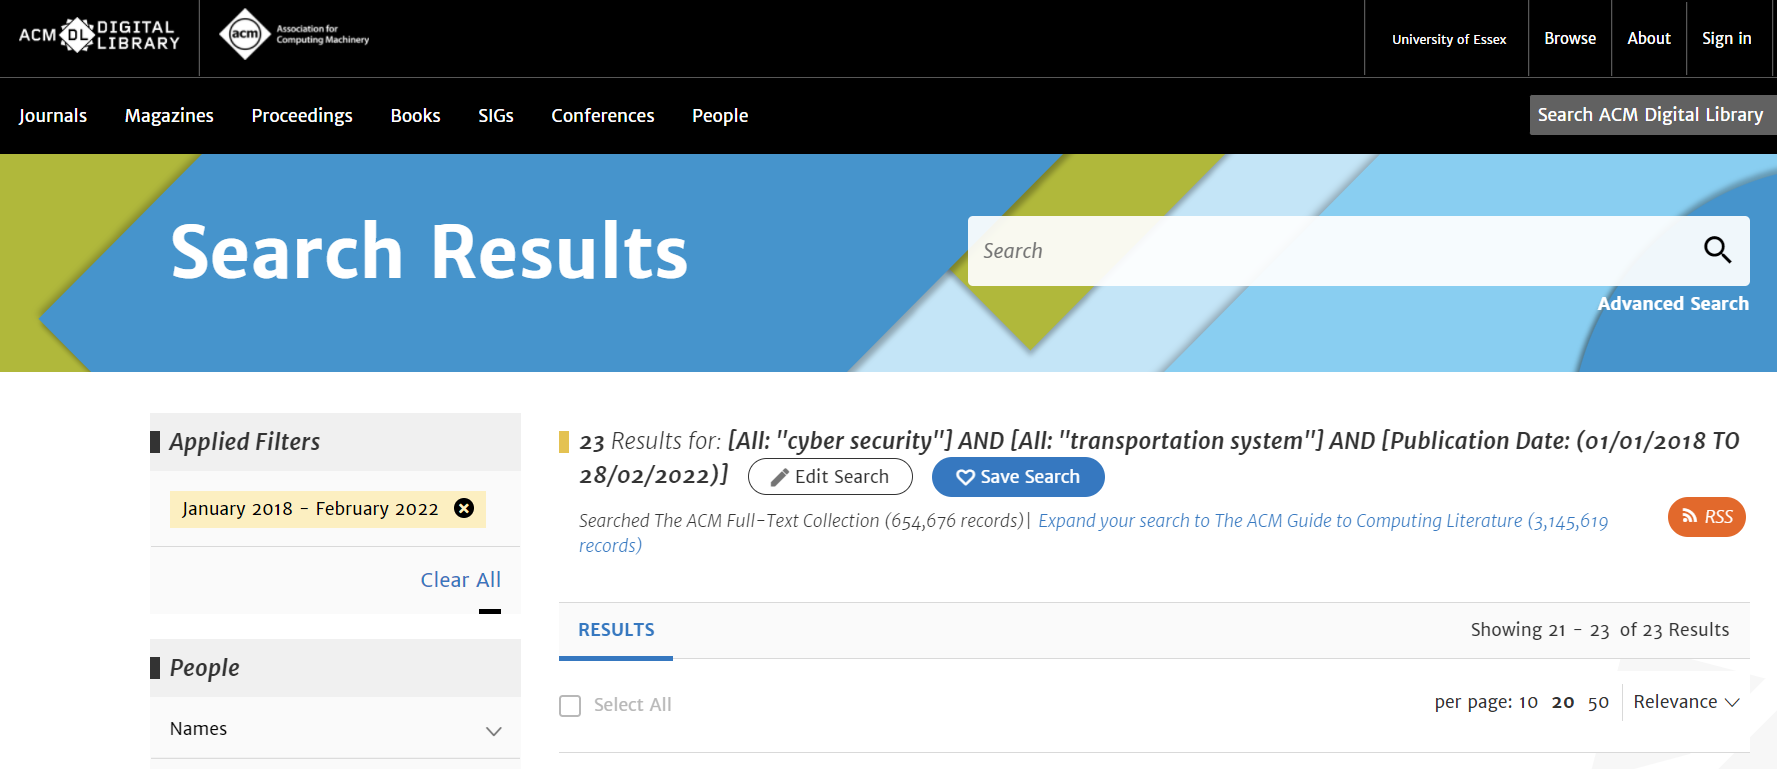 ACM DL DIGITAL LIBRARY
acm Association for Computing Machinery
University of Essex
Browse
About
Sign in
Journals
Magazines
Proceedings
Books
SIGs
Conferences
People
Search ACM Digital Library
Search Results
Search
Advanced Search
Applied Filters
January 2018 - February 2022
Clear All
People
Names
23 Results for: [All: "cyber security"] AND [All: "transportation system"] AND [Publication Date: (01/01/2018 TO
28/02/2022)]
Edit Search
Save Search
Searched The ACM Full-Text Collection (654,676 records)| Expand your search to The ACM Guide to Computing Literature (3,145,619
records)
RSS
RESULTS
Showing 21 - 23 of 23 Results
Select All
per page: 10 20 50
Relevance